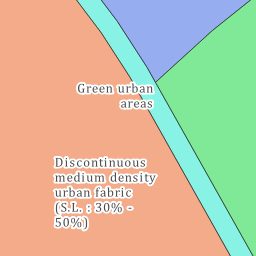 Green urban
areas
Discontinuous
medium density
urban fabric
(S.L. : 30% -
50%)